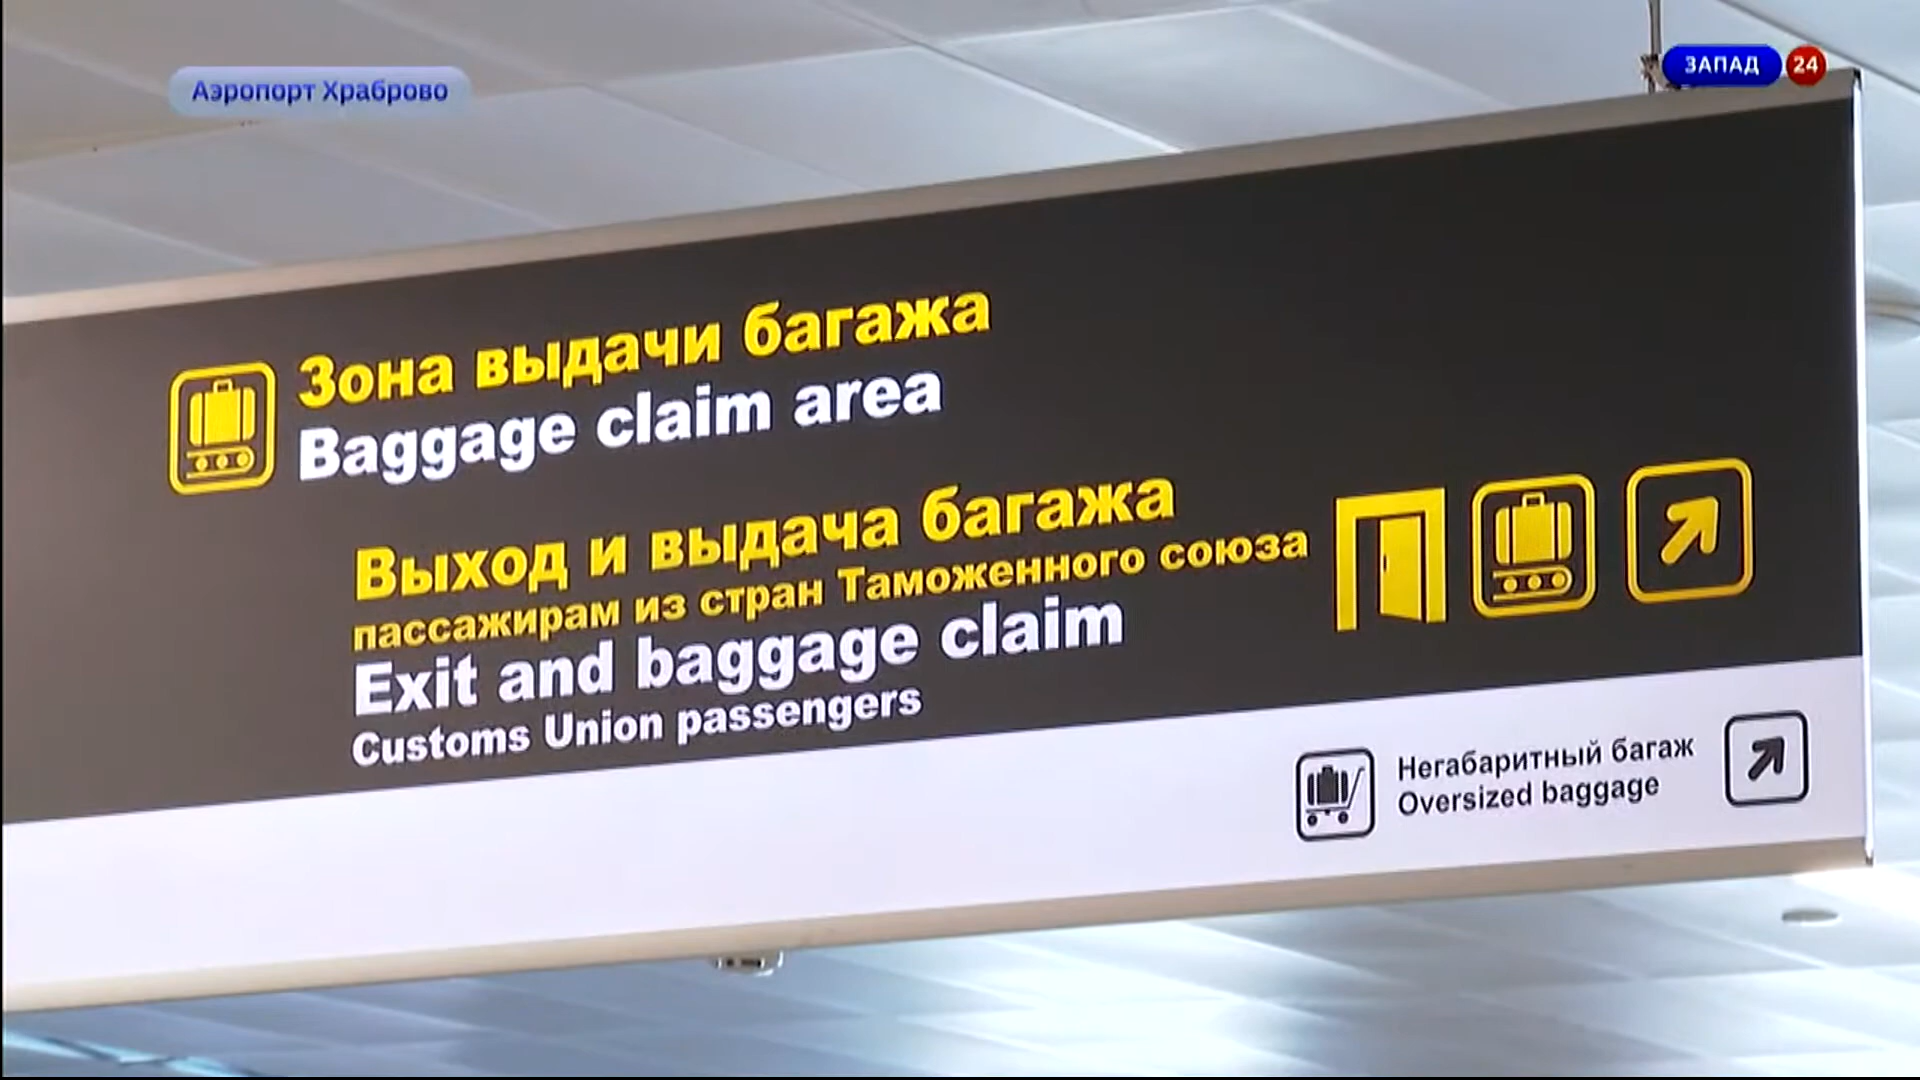 Аэропорт Храброво
ЗАПАД 24
Зона выдачи багажа
Baggage claim area
Выход и выдача багажа
пассажирам из стран Таможенного союза
Exit and baggage claim
Customs Union passengers
Негабаритный багаж
Oversized baggage